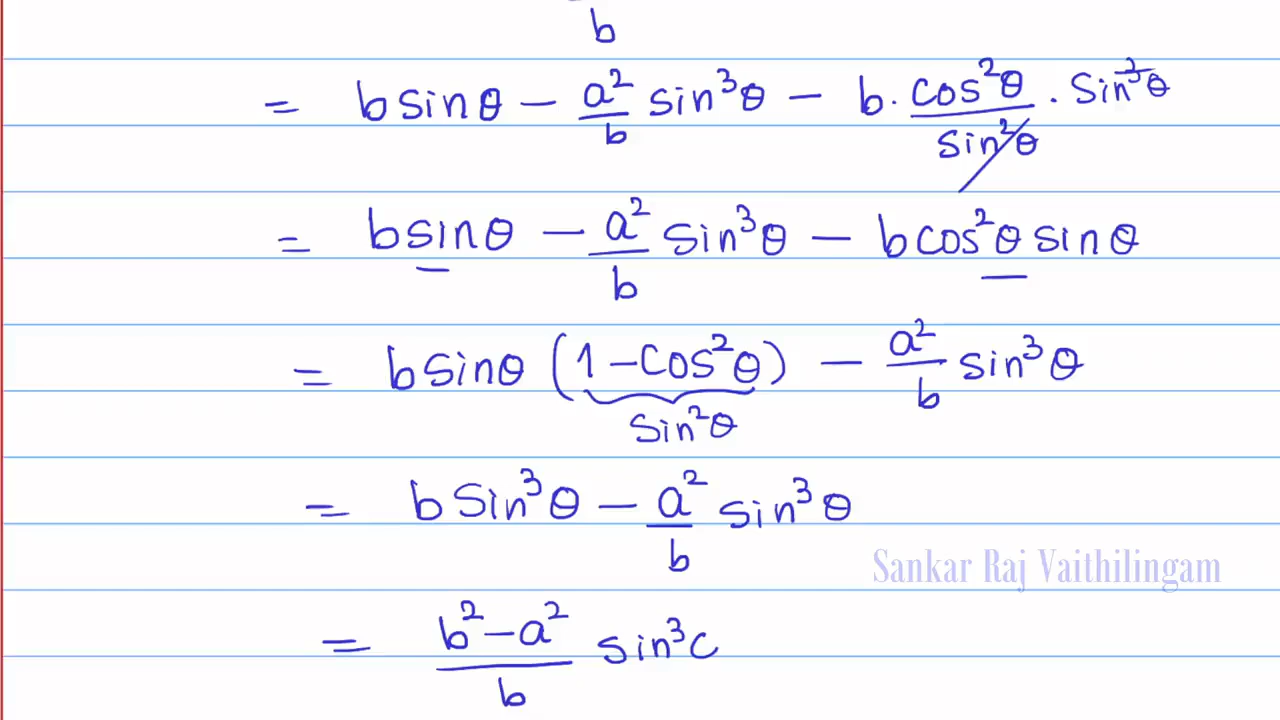 b
= b sinθ - a²/b sin³θ - b. cos²θ/sin²θ . sin³θ
= b sinθ - a²/b sin³θ - b cos²θ sinθ
= b sinθ (1 - cos²θ) - a²/b sin³θ
sin²θ
= b sin³θ - a²/b sin³θ
Sankar Raj Vaithilingam
= b² - a²/b sin³